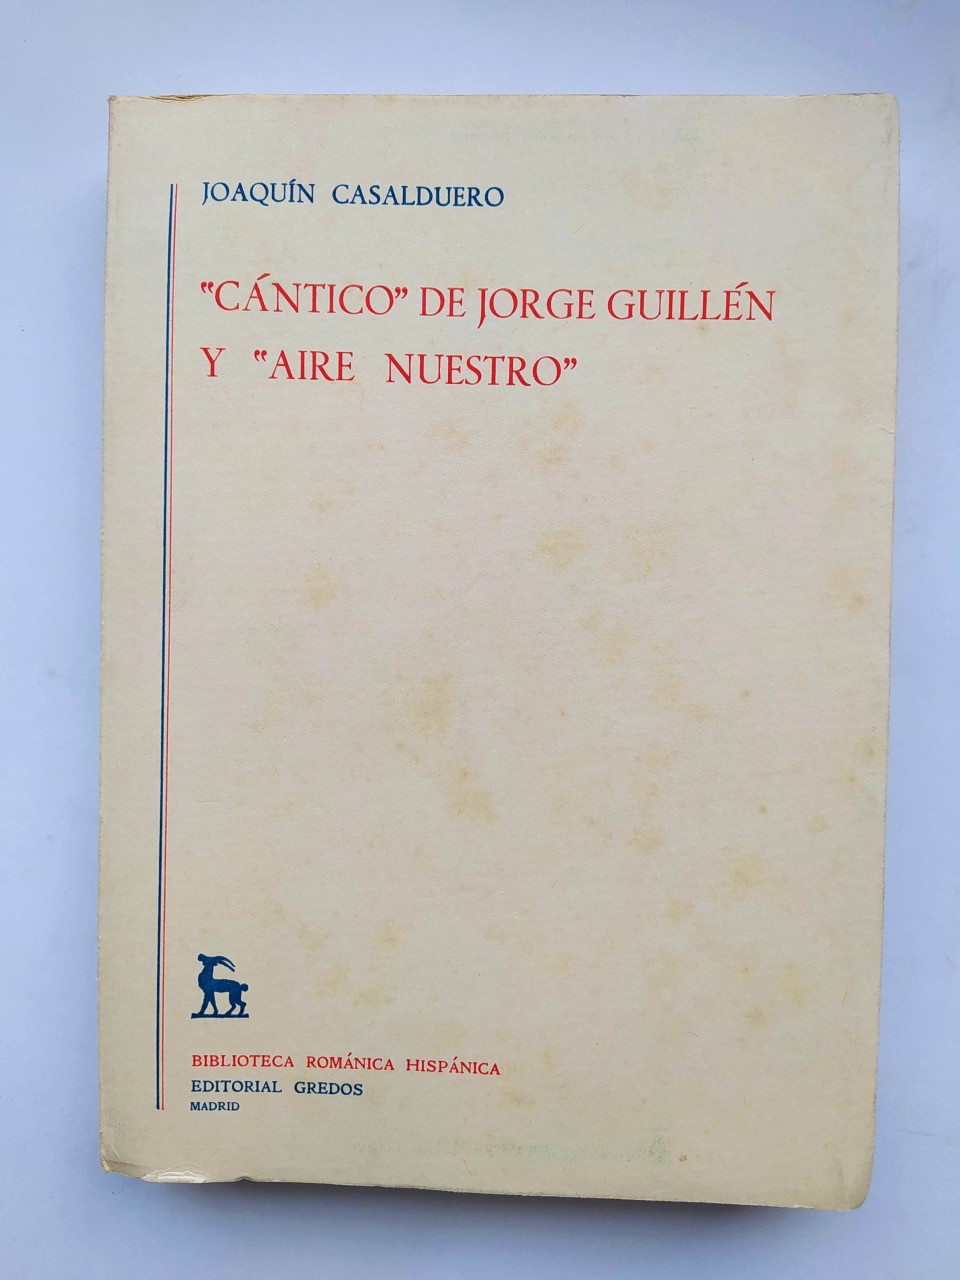 JOAQUÍN CASALDUERO
“CÁNTICO” DE JORGE GUILLÉN
Y “AIRE NUESTRO”
BIBLIOTECA ROMÁNICA HISPÁNICA
EDITORIAL GREDOS
MADRID